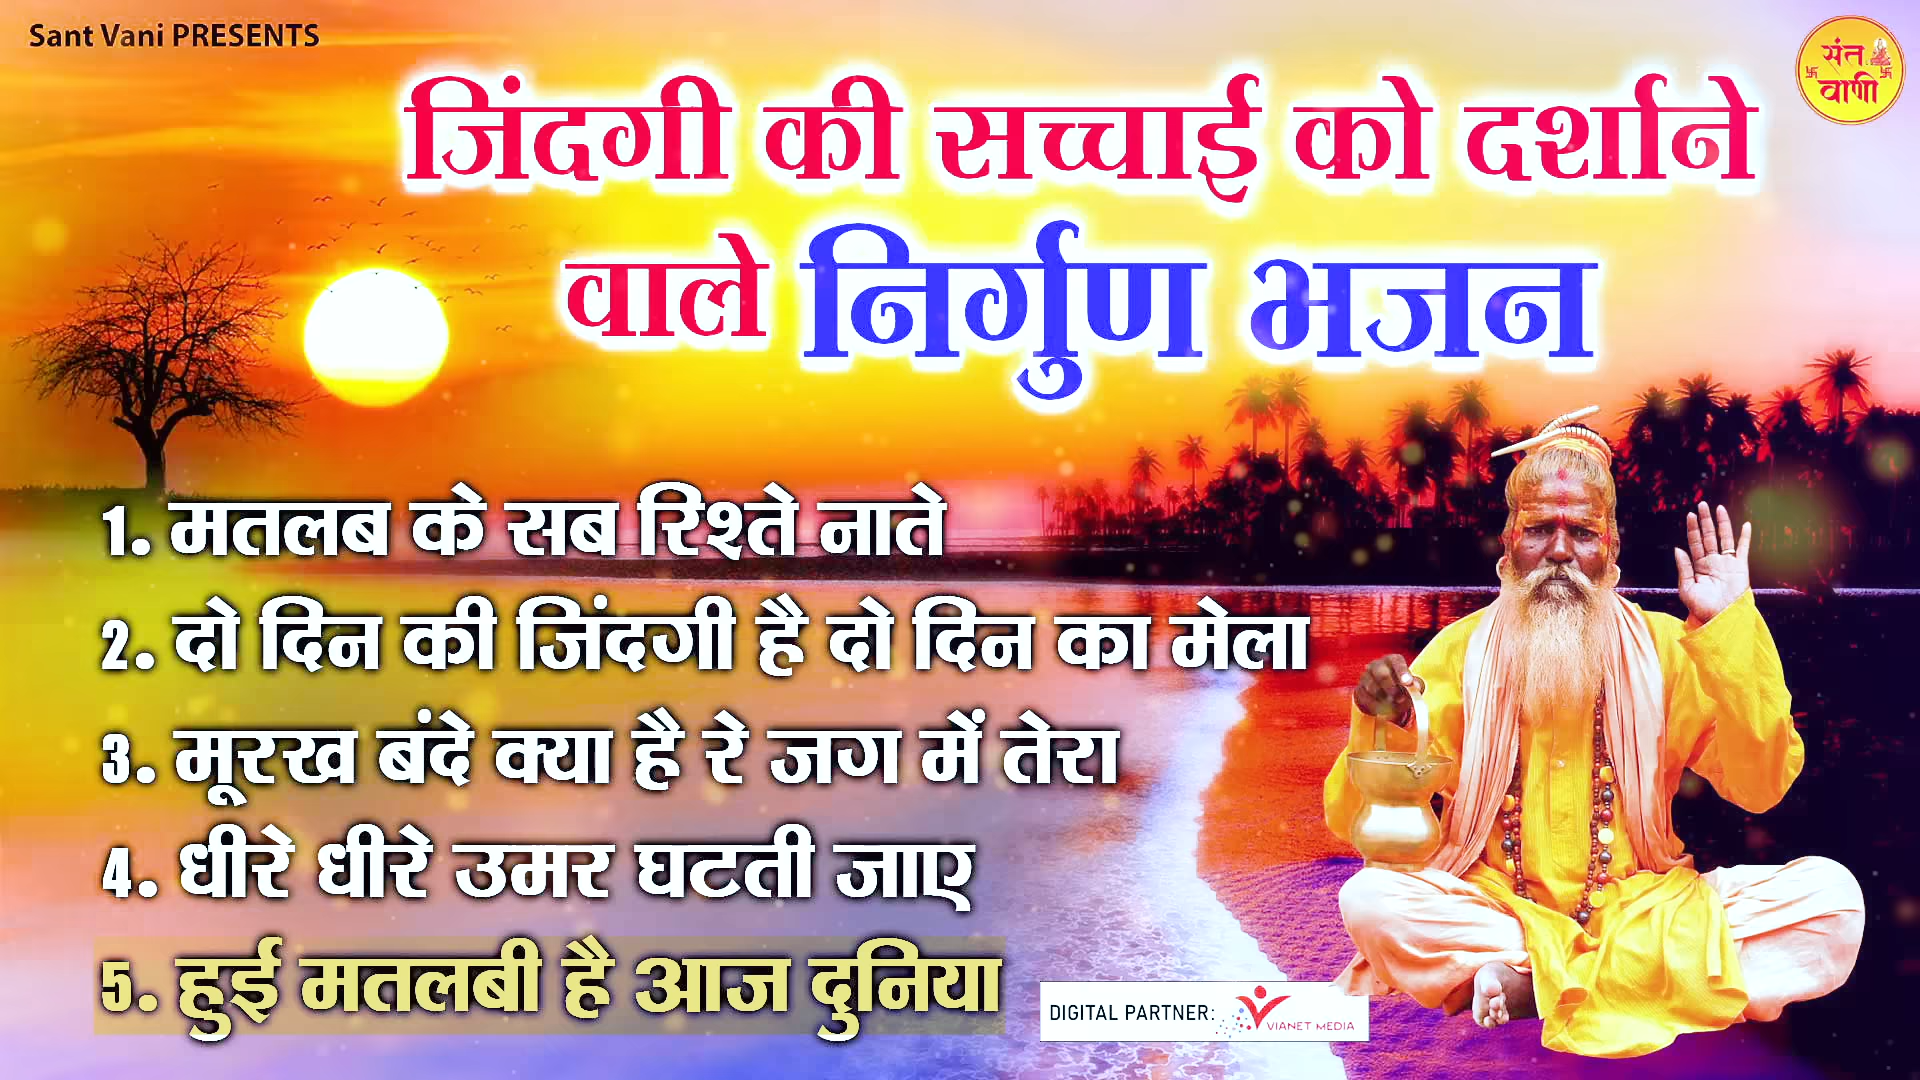 Sant Vani PRESENTS
संत
वाणी
जिंदगी की सच्चाई को दर्शाने
वाले निर्गुण भजन
1. मतलब के सब रिश्ते नाते
2. दो दिन की जिंदगी है दो दिन का मेला
3. मूरख बंदे क्या है रे जग में तेरा
4. धीरे धीरे उमर घटती जाए
5. हुई मतलबी है आज दुनिया
DIGITAL PARTNER:
VIANET MEDIA